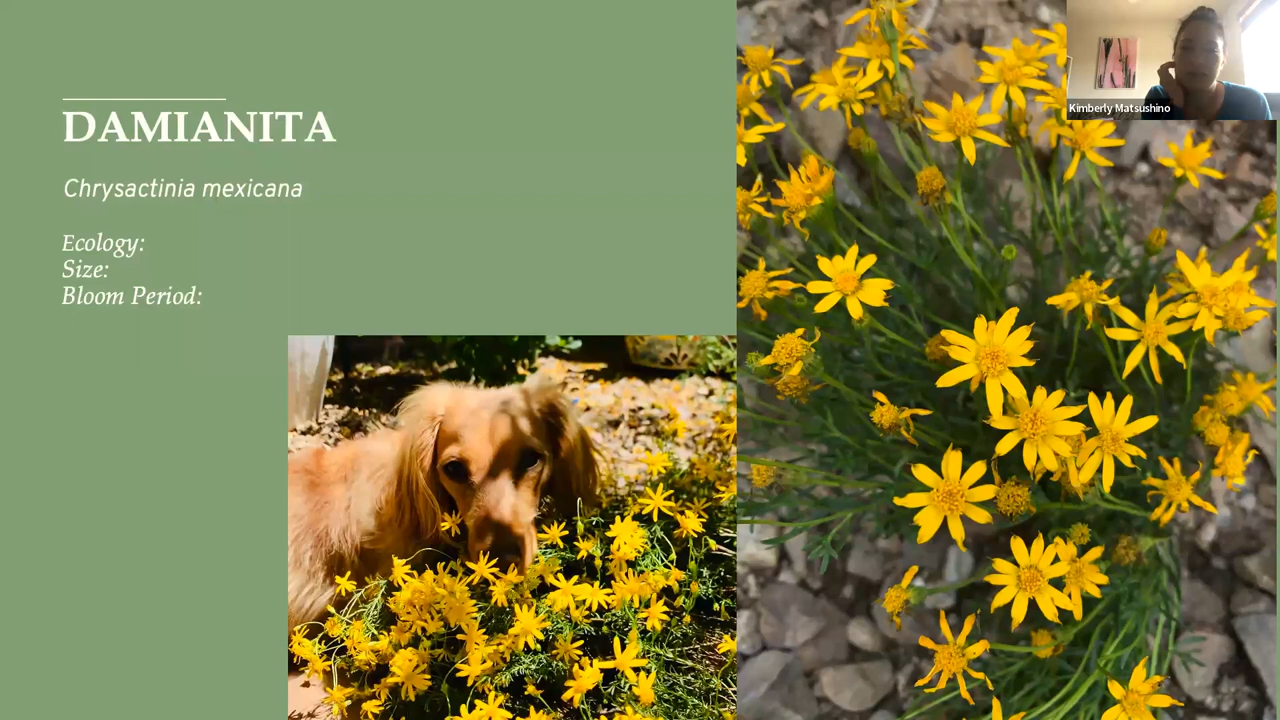 DAMIANITA
Chrysactinia mexicana
Ecology:
Size:
Bloom Period:
Kimberly Matsushino